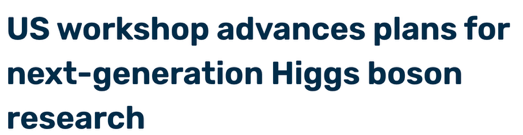 US workshop advances plans for
next-generation Higgs boson
research